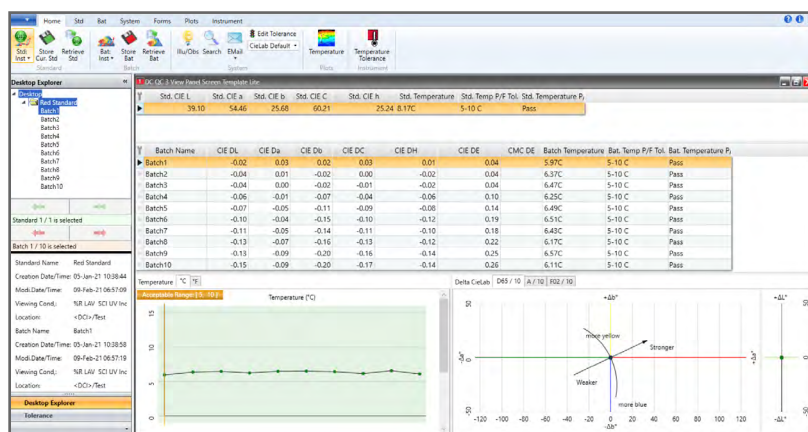 Home Std Bat System Forms Plots Instrument
Std: Inst Store Cur. Std Retrieve Std Bat: Inst Store Bat Retrieve Bat Illu/Obs Search EMail Edit Tolerance CieLab Default Temperature Temperature Tolerance
Standard Batch System Plots Instrument
Desktop Explorer
DC QC 3 View Panel Screen Template Lite
Desktop
Red Standard
Batch1
Batch2
Batch3
Batch4
Batch5
Batch6
Batch7
Batch8
Batch9
Batch10
Standard 1 / 1 is selected
Batch 1 / 10 is selected
Standard Name Red Standard
Creation Date/Time: 05-Jan-21 10:38:44
Modi.Date/Time: 09-Feb-21 06:57:09
Viewing Cond.: %R LAV SCI UV Inc
Location: <DCI>/Test
Batch Name Batch1
Creation Date/Time: 05-Jan-21 10:38:58
Modi.Date/Time: 09-Feb-21 06:57:19
Viewing Cond.: %R LAV SCI UV Inc
Location: <DCI>/Test
Desktop Explorer
Tolerance
Std. CIE L Std. CIE a Std. CIE b Std. CIE C Std. CIE h Std. Temperature Std. Temp P/F Tol. Std. Temperature P/
39.10 54.46 25.68 60.21 25.24 8.17C 5-10 C Pass
Batch Name CIE DL CIE Da CIE Db CIE DC CIE DH CIE DE CMC DE Batch Temperature Bat. Temp P/F Tol. Bat. Temperature P/
Batch1 -0.02 0.03 0.02 0.03 0.01 0.04 5.97C 5-10 C Pass
Batch2 -0.04 0.01 -0.02 0.00 -0.02 0.04 6.37C 5-10 C Pass
Batch3 -0.04 0.00 -0.02 -0.01 -0.02 0.04 6.47C 5-10 C Pass
Batch4 -0.06 -0.01 -0.07 -0.04 -0.06 0.10 6.25C 5-10 C Pass
Batch5 -0.07 -0.05 -0.11 -0.09 -0.08 0.14 6.49C 5-10 C Pass
Batch6 -0.10 -0.04 -0.15 -0.10 -0.12 0.19 6.51C 5-10 C Pass
Batch7 -0.11 -0.05 -0.14 -0.11 -0.10 0.18 6.43C 5-10 C Pass
Batch8 -0.13 -0.07 -0.16 -0.13 -0.12 0.22 6.17C 5-10 C Pass
Batch9 -0.13 -0.09 -0.20 -0.16 -0.14 0.25 6.57C 5-10 C Pass
Batch10 -0.15 -0.09 -0.20 -0.17 -0.14 0.26 6.11C 5-10 C Pass
Temperature °C °F
Acceptable Range:[ 5 - 10 ]
Temperature (°C)
15
10
5
0
Delta CieLab D65 / 10 A / 10 F02 / 10
+Δb* +ΔL*
50 50
more yellow
Stronger
-Δa* +Δa*
Weaker
more blue
-50 -50
-120 -100 -80 -60 -40 -20 0 20 40 60 80 100 120
-Δb* -ΔL*